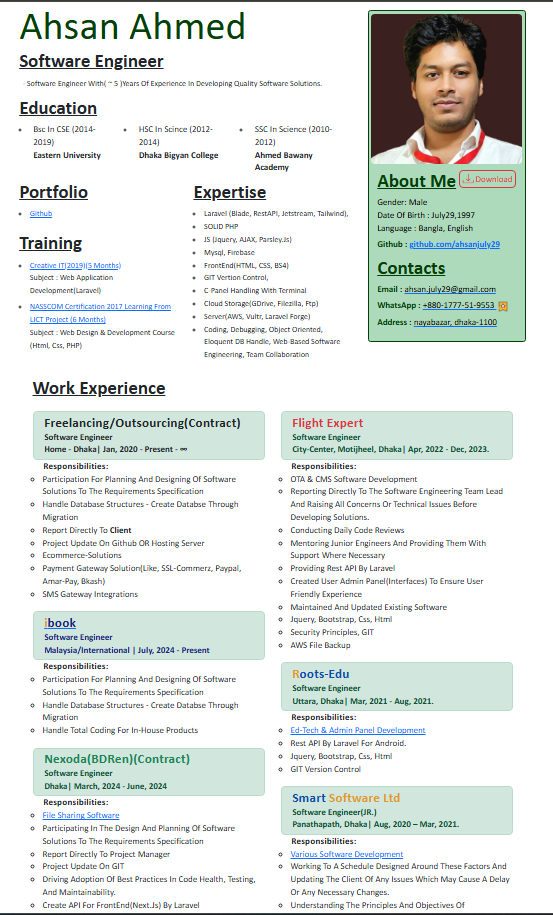 Ahsan Ahmed
Software Engineer
Software Engineer With( ~ 5 )Years Of Experience In Developing Quality Software Solutions.
Education
Bsc In CSE (2014-
2019)
Eastern University
HSC In Scince (2012-
2014)
Dhaka Bigyan College
SSC In Science (2010-
2012)
Ahmed Bawany
Academy
Portfolio
Github
Training
Creative IT(2019)(5 Months)
Subject : Web Application
Development(Laravel)
NASSCOM Certification 2017 Learning From
LICT Project (6 Months)
Subject : Web Design & Development Course
(Html, Css, PHP)
Expertise
Laravel (Blade, RestAPI, Jetstream, Tailwind),
SOLID PHP
JS (Jquery, AJAX, Parsley.Js)
Mysql, Firebase
FrontEnd(HTML, CSS, BS4)
GIT Vertion Control,
C-Panel Handling With Terminal
Cloud Storage(GDrive, Filezilla, Ftp)
Server(AWS, Vultr, Laravel Forge)
Coding, Debugging, Object Oriented,
Eloquent DB Handle, Web-Based Software
Engineering, Team Collaboration
About Me
Download
Gender: Male
Date Of Birth : July29,1997
Language : Bangla, English
Github : github.com/ahsanjuly29
Contacts
Email : ahsan.july29@gmail.com
WhatsApp : +880-1777-51-9553
Address : nayabazar, dhaka-1100
Work Experience
Freelancing/Outsourcing(Contract)
Software Engineer
Home - Dhaka| Jan, 2020 - Present - ∞
Responsibilities:
Participation For Planning And Designing Of Software
Solutions To The Requirements Specification
Handle Database Structures - Create Databse Through
Migration
Report Directly To Client
Project Update On Github OR Hosting Server
Ecommerce-Solutions
Payment Gateway Solution(Like, SSL-Commerz, Paypal,
Amar-Pay, Bkash)
SMS Gateway Integrations
ibook
Software Engineer
Malaysia/International | July, 2024 - Present
Responsibilities:
Participation For Planning And Designing Of Software
Solutions To The Requirements Specification
Handle Database Structures - Create Databse Through
Migration
Handle Total Coding For In-House Products
Nexoda(BDRen)(Contract)
Software Engineer
Dhaka| March, 2024 - June, 2024
Responsibilities:
File Sharing Software
Participating In The Design And Planning Of Software
Solutions To The Requirements Specification
Report Directly To Project Manager
Project Update On GIT
Driving Adoption Of Best Practices In Code Health, Testing,
And Maintainability.
Create API For FrontEnd(Next.Js) By Laravel
Flight Expert
Software Engineer
City-Center, Motijheel, Dhaka| Apr, 2022 - Dec, 2023.
Responsibilities:
OTA & CMS Software Development
Reporting Directly To The Software Engineering Team Lead
And Raising All Concerns Or Technical Issues Before
Developing Solutions.
Conducting Daily Code Reviews
Mentoring Junior Engineers And Providing Them With
Support Where Necessary
Providing Rest API By Laravel
Created User Admin Panel(Interfaces) To Ensure User
Friendly Experience
Maintained And Updated Existing Software
Jquery, Bootstrap, Css, Html
Security Principles, GIT
AWS File Backup
Roots-Edu
Software Engineer
Uttara, Dhaka| Mar, 2021 - Aug, 2021.
Responsibilities:
Ed-Tech & Admin Panel Development
Rest API By Laravel For Android.
Jquery, Bootstrap, Css, Html
GIT Version Control
Smart Software Ltd
Software Engineer(JR.)
Panathapath, Dhaka| Aug, 2020 – Mar, 2021.
Responsibilities:
Various Software Development
Working To A Schedule Designed Around These Factors And
Updating The Client Of Any Issues Which May Cause A Delay
Or Any Necessary Changes.
Understanding The Principles And Objectives Of